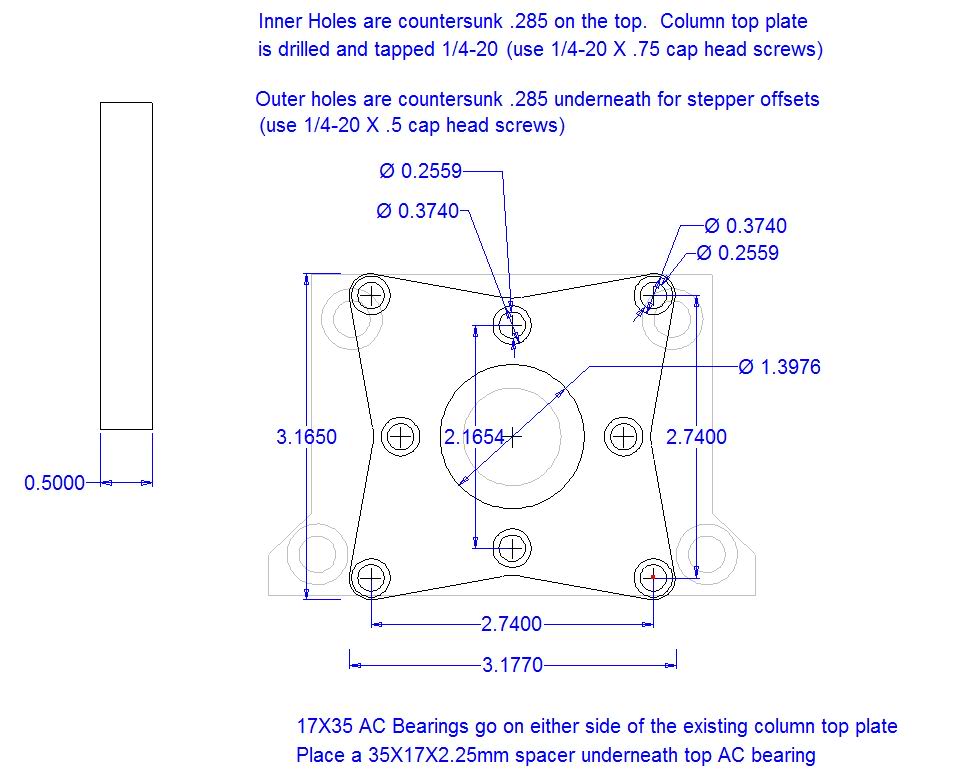 Inner Holes are countersunk .285 on the top.  Column top plate
is drilled and tapped 1/4-20 (use 1/4-20 X .75 cap head screws)
Outer holes are countersunk .285 underneath for stepper offsets
(use 1/4-20 X .5 cap head screws)
Ø 0.2559
Ø 0.3740
Ø 0.3740
Ø 0.2559
Ø 1.3976
3.1650
2.1654
2.7400
0.5000
2.7400
3.1770
17X35 AC Bearings go on either side of the existing column top plate
Place a 35X17X2.25mm spacer underneath top AC bearing